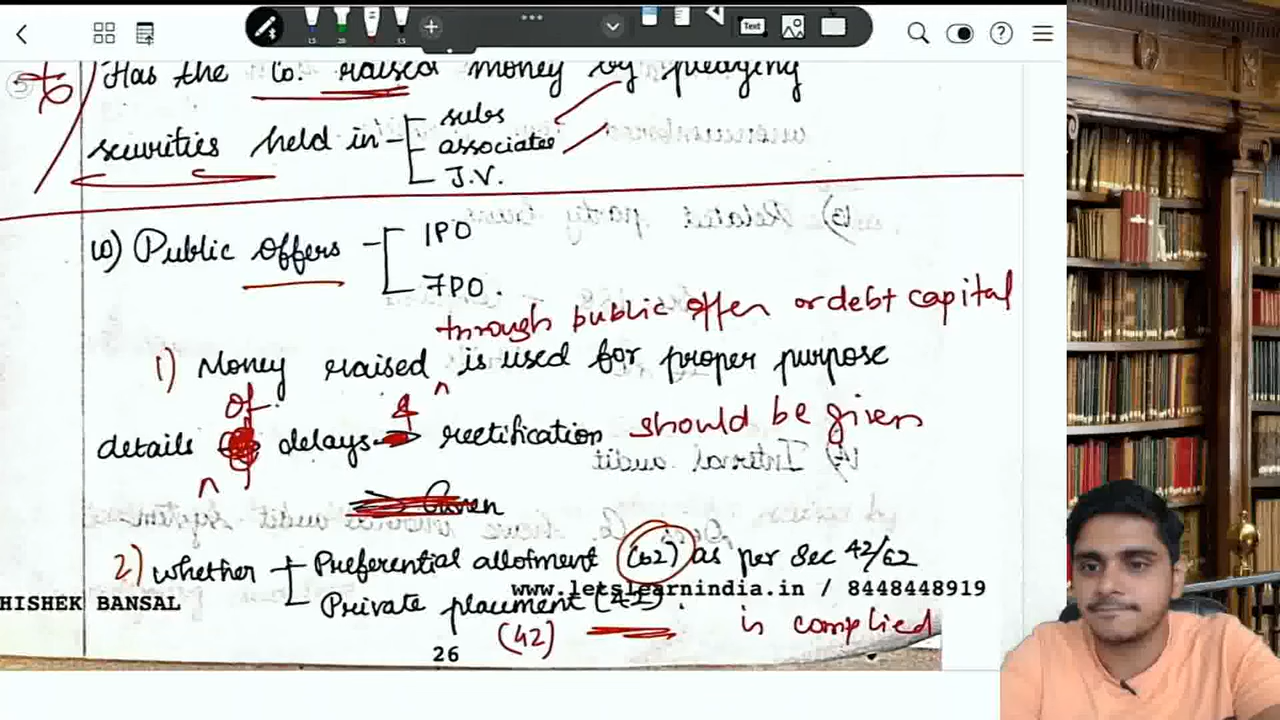 Text
Has the Co. raised money by pledging
subs
securities held in associates
J.V.
10) Public offers IPO
FPO.
through public offer or debt capital
1) Money raised ^ is used for proper purpose
of &
details delays rectification should be given
Given
2) whether Preferential allotment (62) as per Sec 42/62
www.letslearnindia.in / 8448448919
HISHEK BANSAL Private placement
(42) is complied
26